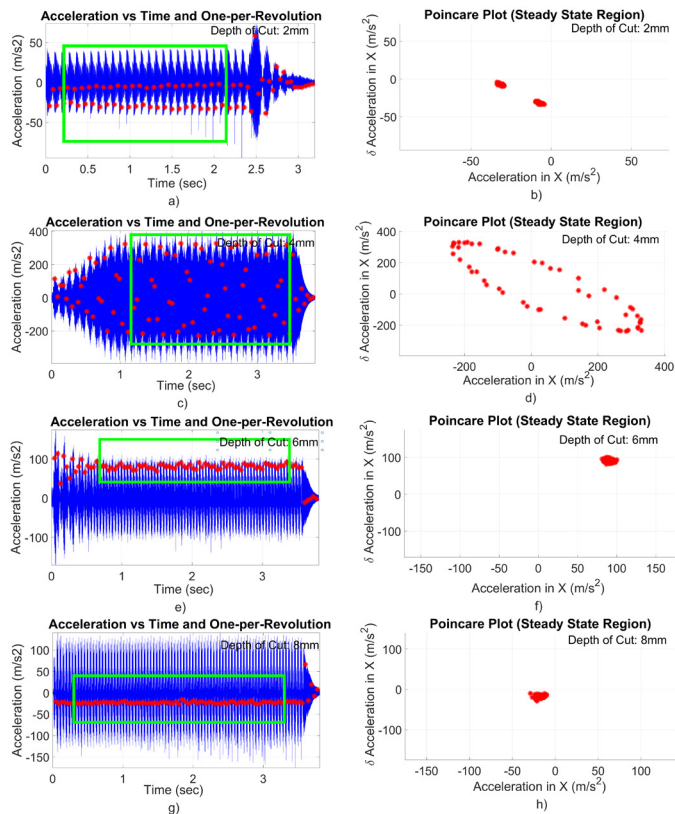 Acceleration vs Time and One-per-Revolution
Depth of Cut: 2mm
Acceleration (m/s2)
50
0
-50
0 0.5 1 1.5 2 2.5 3
Time (sec)
a)
Poincare Plot (Steady State Region)
Depth of Cut: 2mm
δ Acceleration in X (m/s²)
50
0
-50
-50 0 50
Acceleration in X (m/s²)
b)
Acceleration vs Time and One-per-Revolution
Depth of Cut: 4mm
Acceleration (m/s2)
400
200
0
-200
0 1 2 3
Time (sec)
c)
Poincare Plot (Steady State Region)
Depth of Cut: 4mm
δ Acceleration in X (m/s²)
400
200
0
-200
-400 -200 0 200 400
Acceleration in X (m/s²)
d)
Acceleration vs Time and One-per-Revolution
Depth of Cut: 6mm
Acceleration (m/s2)
100
0
-100
0 1 2 3
Time (sec)
e)
Poincare Plot (Steady State Region)
Depth of Cut: 6mm
δ Acceleration in X (m/s²)
100
0
-100
-150 -100 -50 0 50 100 150
Acceleration in X (m/s²)
f)
Acceleration vs Time and One-per-Revolution
Depth of Cut: 8mm
Acceleration (m/s2)
100
50
0
-50
-100
-150
0 1 2 3
Time (sec)
g)
Poincare Plot (Steady State Region)
Depth of Cut: 8mm
δ Acceleration in X (m/s²)
100
0
-100
-150 -100 -50 0 50 100
Acceleration in X (m/s²)
h)